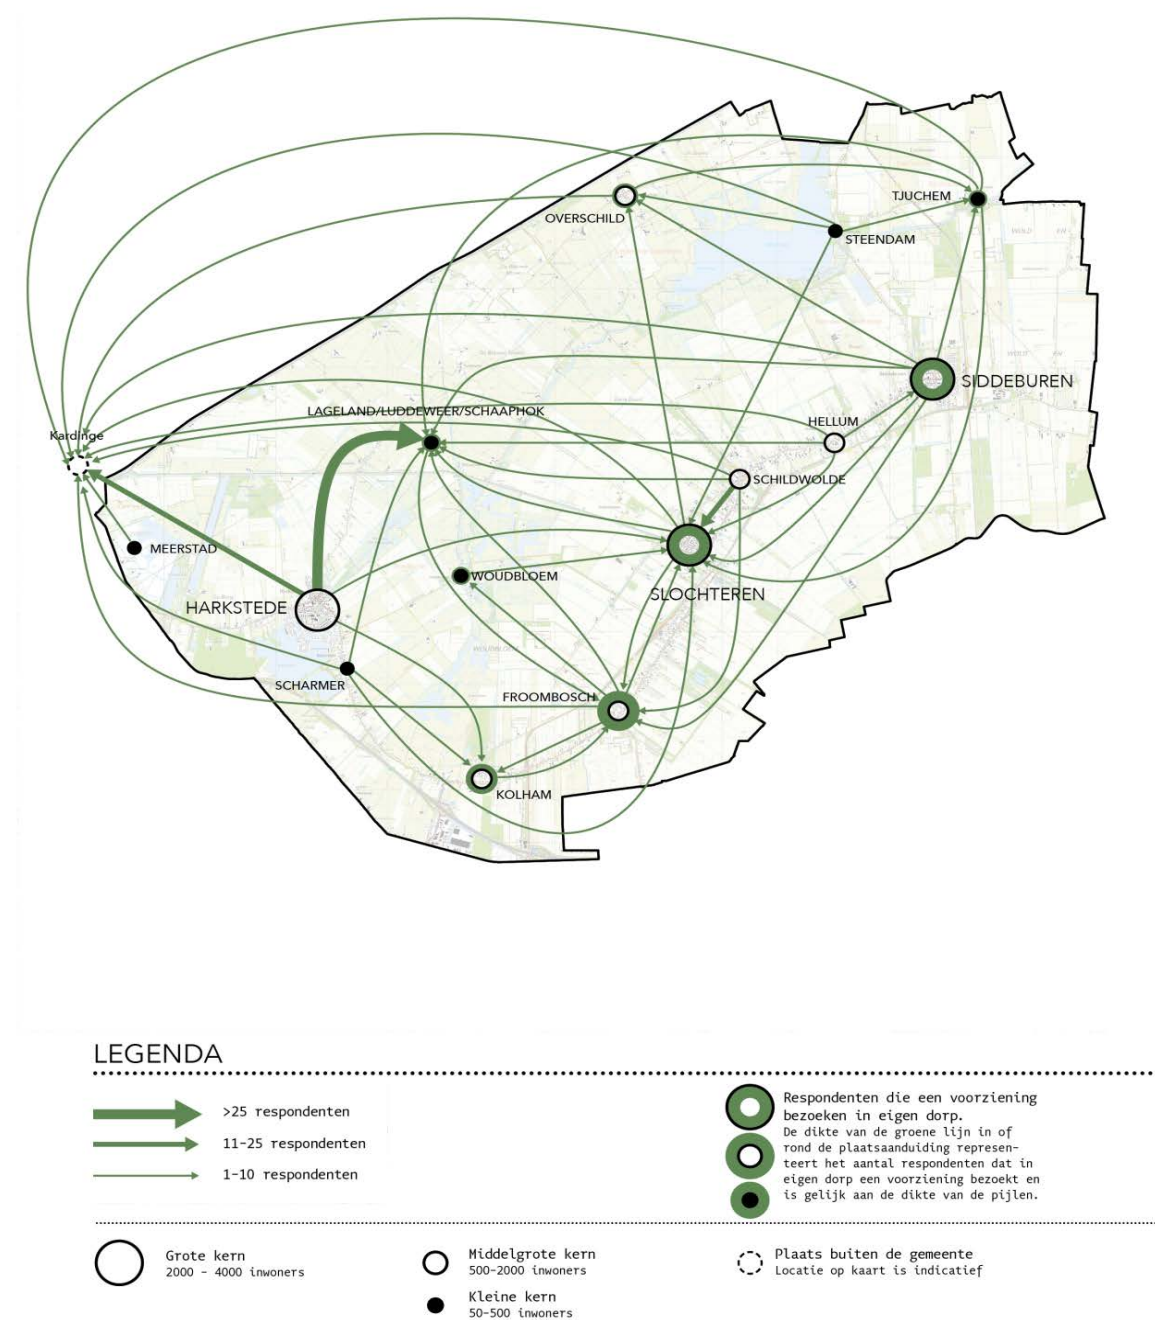 TJUCHEM
OVERSCHILD
STEENDAM
SIDDEBUREN
LAGELAND/LUDDEWEER/SCHAAPHOK
HELLUM
Kardinge
SCHILDWOLDE
MEERSTAD
WOUDBLOEM
SLOCHTEREN
HARKSTEDE
SCHARMER
FROOMBOSCH
KOLHAM
LEGENDA
>25 respondenten
11-25 respondenten
1-10 respondenten
Respondenten die een voorziening
bezoeken in eigen dorp.
De dikte van de groene lijn in of
rond de plaatsaanduiding represen-
teert het aantal respondenten dat in
eigen dorp een voorziening bezoekt en
is gelijk aan de dikte van de pijlen.
Grote kern
2000 - 4000 inwoners
Middelgrote kern
500-2000 inwoners
Kleine kern
50-500 inwoners
Plaats buiten de gemeente
Locatie op kaart is indicatief